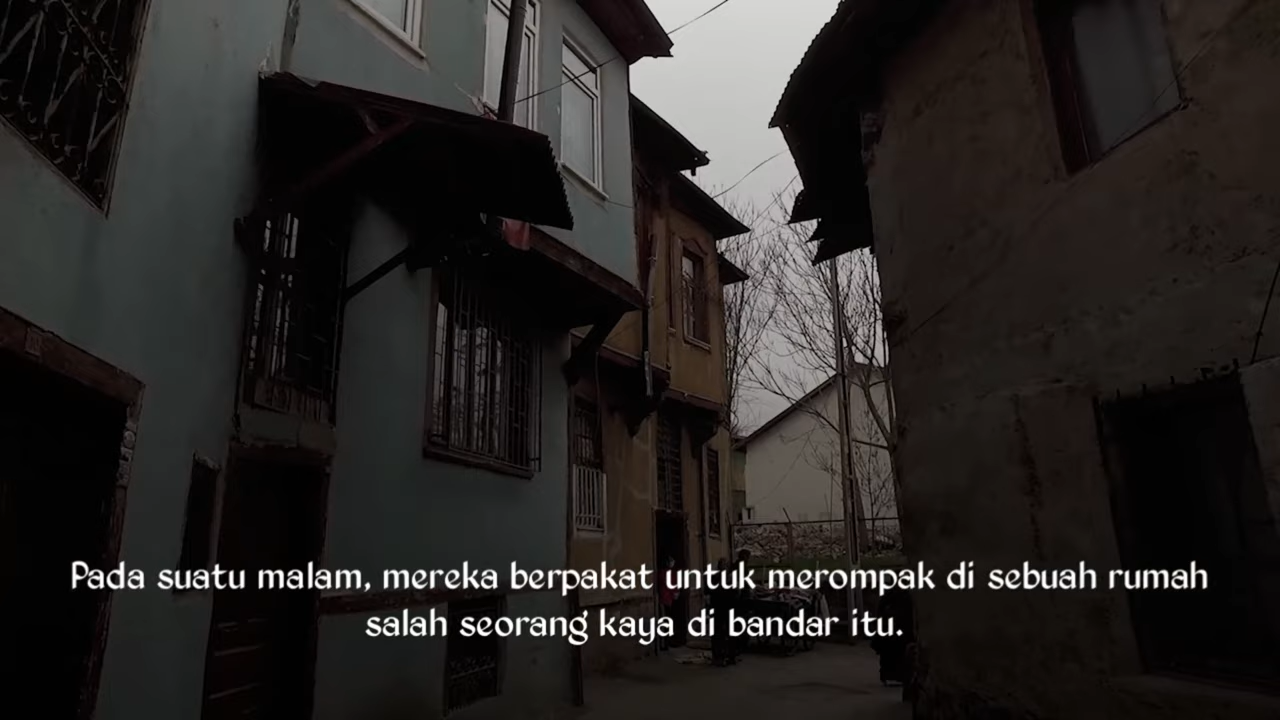 Pada suatu malam, mereka berpakat untuk merompak di sebuah rumah
salah seorang kaya di bandar itu.